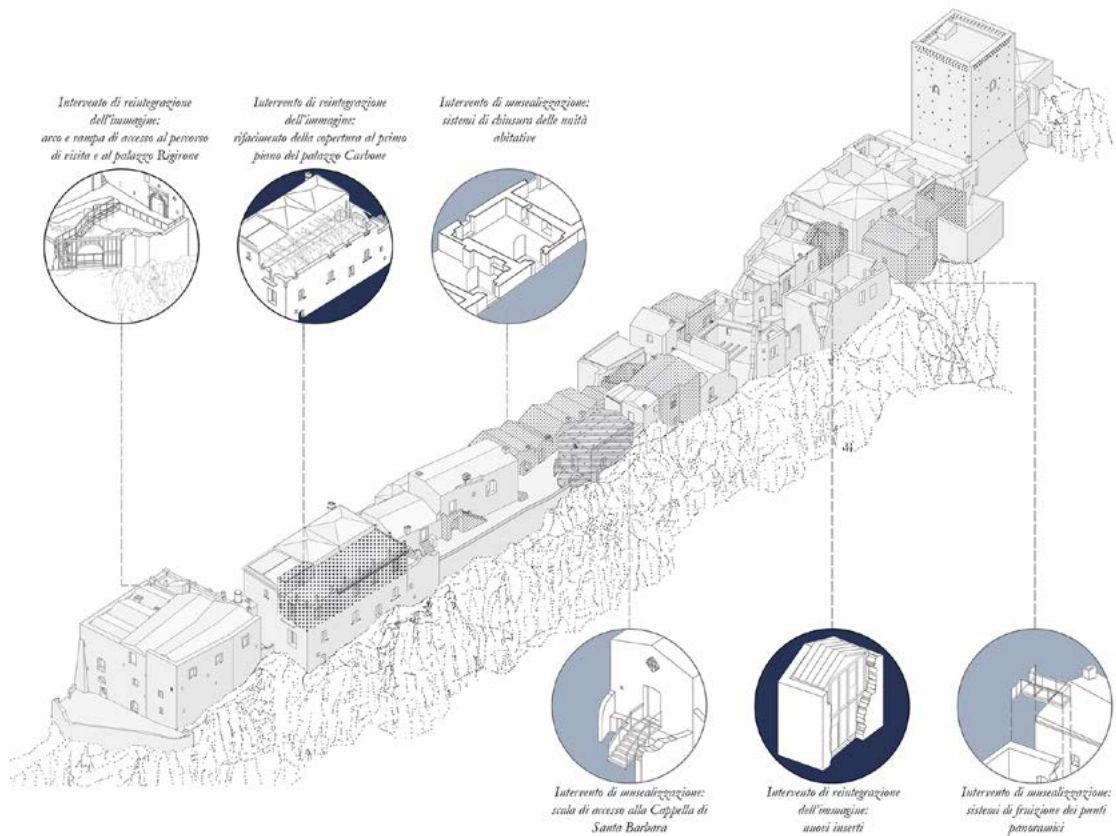 Intervento di reintegrazione
dell'immagine:
arco e rampa di accesso al percorso
di visita e al palazzo Rigirone
Intervento di reintegrazione
dell'immagine:
rifacimento della copertura al primo
piano del palazzo Carbone
Intervento di musealizzazione:
sistemi di chiusura delle unità
abitative
Intervento di musealizzazione:
scala di accesso alla Cappella di
Santa Barbara
Intervento di reintegrazione
dell'immagine:
nuovi inserti
Intervento di musealizzazione:
sistemi di fruizione dei punti
panoramici